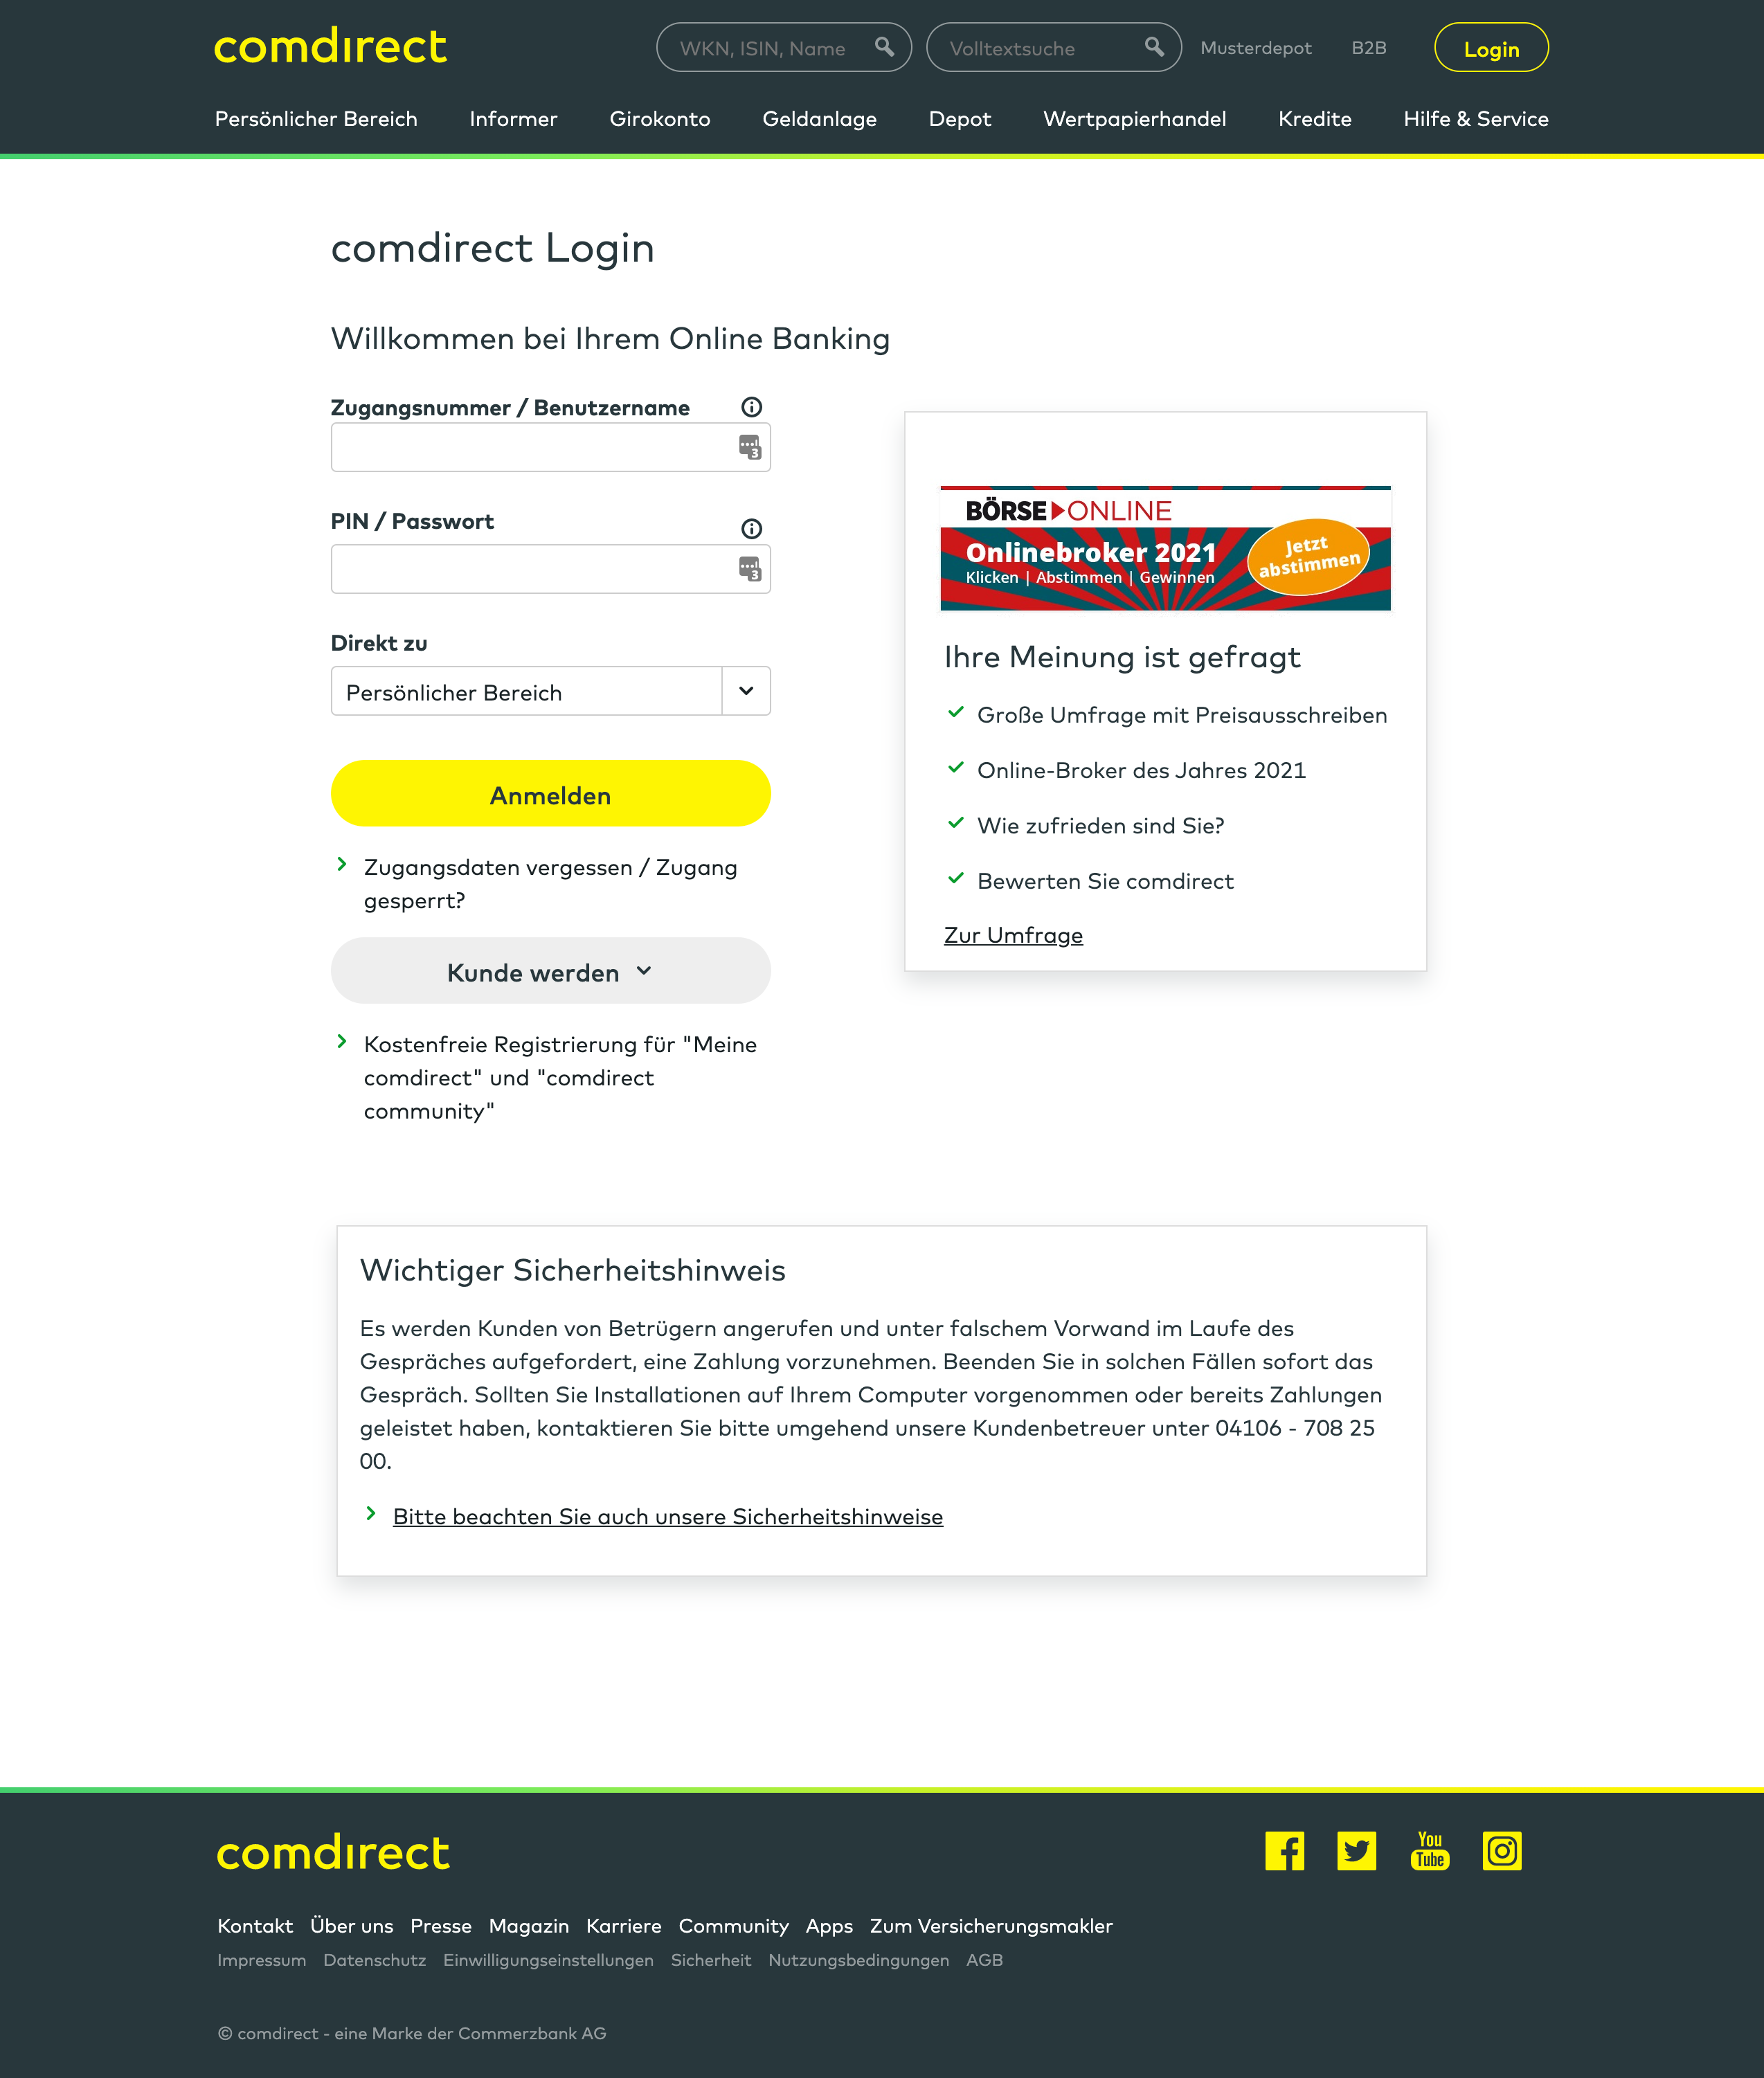 comdirect
WKN, ISIN, Name
Volltextsuche
Musterdepot
B2B
Login
Persönlicher Bereich
Informer
Girokonto
Geldanlage
Depot
Wertpapierhandel
Kredite
Hilfe & Service
comdirect Login
Willkommen bei Ihrem Online Banking
Zugangsnummer / Benutzername
3
PIN / Passwort
3
Direkt zu
Persönlicher Bereich
Anmelden
Zugangsdaten vergessen / Zugang
gesperrt?
Kunde werden
Kostenfreie Registrierung für "Meine
comdirect" und "comdirect
community"
BÖRSE ONLINE
Onlinebroker 2021
Klicken | Abstimmen | Gewinnen
Jetzt
abstimmen
Ihre Meinung ist gefragt
Große Umfrage mit Preisausschreiben
Online-Broker des Jahres 2021
Wie zufrieden sind Sie?
Bewerten Sie comdirect
Zur Umfrage
Wichtiger Sicherheitshinweis
Es werden Kunden von Betrügern angerufen und unter falschem Vorwand im Laufe des
Gespräches aufgefordert, eine Zahlung vorzunehmen. Beenden Sie in solchen Fällen sofort das
Gespräch. Sollten Sie Installationen auf Ihrem Computer vorgenommen oder bereits Zahlungen
geleistet haben, kontaktieren Sie bitte umgehend unsere Kundenbetreuer unter 04106 - 708 25
00.
Bitte beachten Sie auch unsere Sicherheitshinweise
comdirect
You
Tube
Kontakt Über uns Presse Magazin Karriere Community Apps Zum Versicherungsmakler
Impressum Datenschutz Einwilligungseinstellungen Sicherheit Nutzungsbedingungen AGB
© comdirect - eine Marke der Commerzbank AG